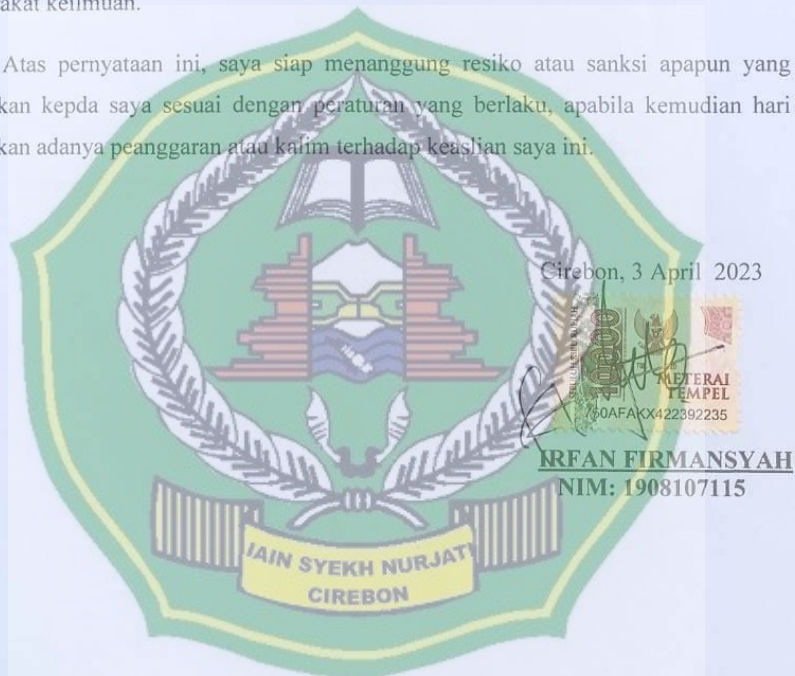 akat keilmuan.
Atas pernyataan ini, saya siap menanggung resiko atau sanksi apapun yang
kan kepda saya sesuai dengan peraturan yang berlaku, apabila kemudian hari
kan adanya peanggaran atau kalim terhadap keaslian saya ini.
Cirebon, 3 April 2023
METERAI
TEMPEL
760AFAKX422392235
IRFAN FIRMANSYAH
NIM: 1908107115
IAIN SYEKH NURJATI
CIREBON